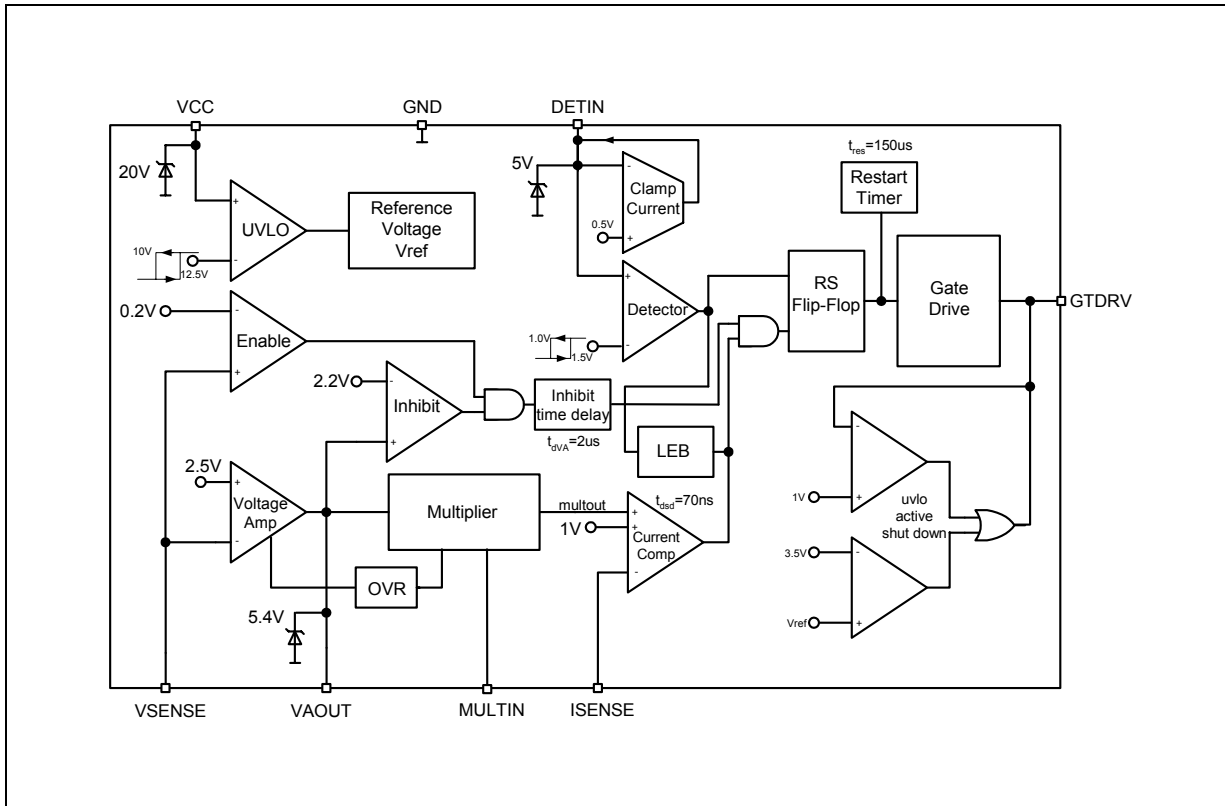 VCC
GND
DETIN
20V
5V
t_res=150us
+
UVLO
-
10V
12.5V
Reference
Voltage
Vref
-
Clamp
Current
0.5V
+
Restart
Timer
+
Detector
-
1.0V
1.5V
RS
Flip-Flop
Gate
Drive
GTDRV
0.2V
-
Enable
+
2.2V
-
Inhibit
+
Inhibit
time delay
t_dVA=2us
LEB
-
1V
+
uvlo
active
shut down
3.5V
-
Vref
+
2.5V
+
Voltage
Amp
-
Multiplier
multout
t_dsd=70ns
+
1V
+
Current
Comp
-
OVR
5.4V
VSENSE
VAOUT
MULTIN
ISENSE